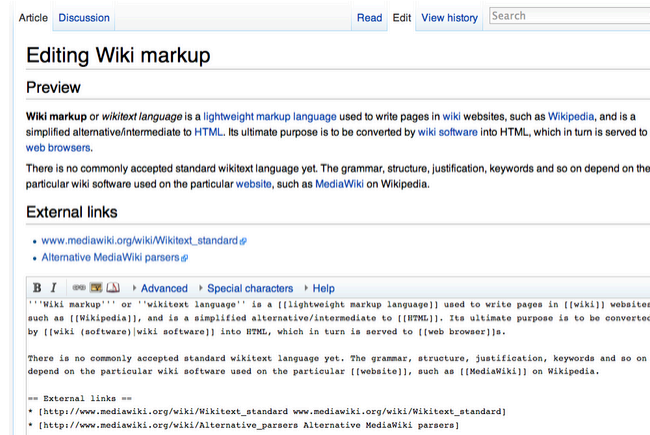 Article Discussion Read Edit View history Search
Editing Wiki markup
Preview
Wiki markup or wikitext language is a lightweight markup language used to write pages in wiki websites, such as Wikipedia, and is a
simplified alternative/intermediate to HTML. Its ultimate purpose is to be converted by wiki software into HTML, which in turn is served to
web browsers.
There is no commonly accepted standard wikitext language yet. The grammar, structure, justification, keywords and so on depend on the
particular wiki software used on the particular website, such as MediaWiki on Wikipedia.
External links
• www.mediawiki.org/wiki/Wikitext_standard
• Alternative MediaWiki parsers
B I Advanced Special characters Help
'''Wiki markup''' or ''wikitext language'' is a [[lightweight markup language]] used to write pages in [[wiki]] websites
such as [[Wikipedia]], and is a simplified alternative/intermediate to [[HTML]]. Its ultimate purpose is to be converted
by [[wiki (software)|wiki software]] into HTML, which in turn is served to [[web browser]]s.
There is no commonly accepted standard wikitext language yet. The grammar, structure, justification, keywords and so on
depend on the particular wiki software used on the particular [[website]], such as [[MediaWiki]] on Wikipedia.
== External links ==
* [http://www.mediawiki.org/wiki/Wikitext_standard www.mediawiki.org/wiki/Wikitext_standard]
* [http://www.mediawiki.org/wiki/Alternative_parsers Alternative MediaWiki parsers]